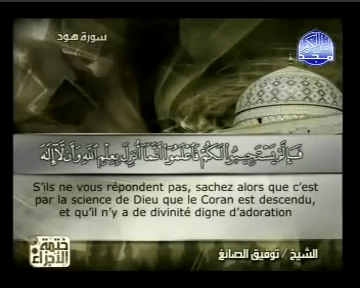 سورة هود
المجد
فَإِلَّمْ يَسْتَجِيبُوا لَكُمْ فَاعْلَمُوا أَنَّمَا أُنزِلَ بِعِلْمِ اللَّهِ وَأَن لَّا إِلَٰهَ
S'ils ne vous répondent pas, sachez alors que c'est
par la science de Dieu que le Coran est descendu,
et qu'il n'y a de divinité digne d'adoration
ختمة
الأجزاء
الشيخ / توفيق الصائغ